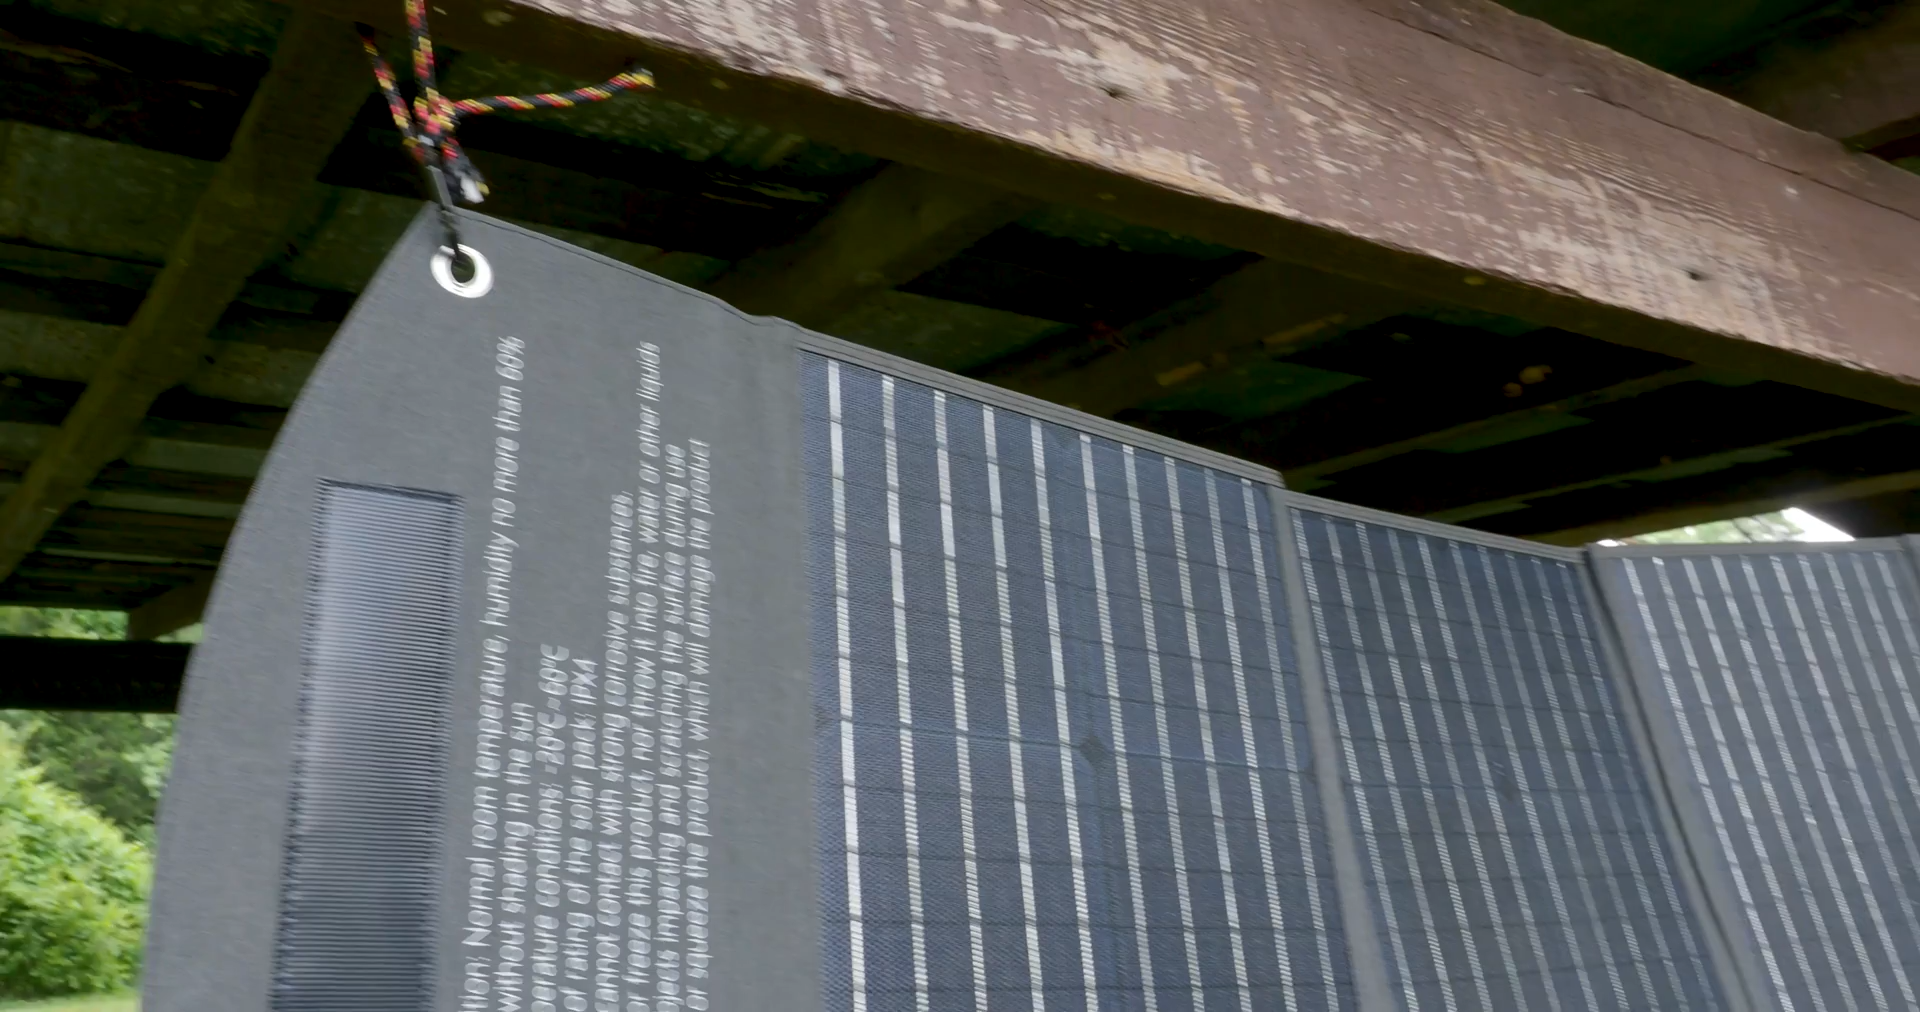 tion: Normal room temperature, humidity no more than 60%
without shading in the sun
perature conditions: -20°C-60°C
of rating of the solar pack: IPX4
cannot contact with strong corrosive substances.
or freeze this product, nor throw it into fire, water or other liquids
bjects impacting and scratching the surface during use
or squeeze the product, which will damage the product